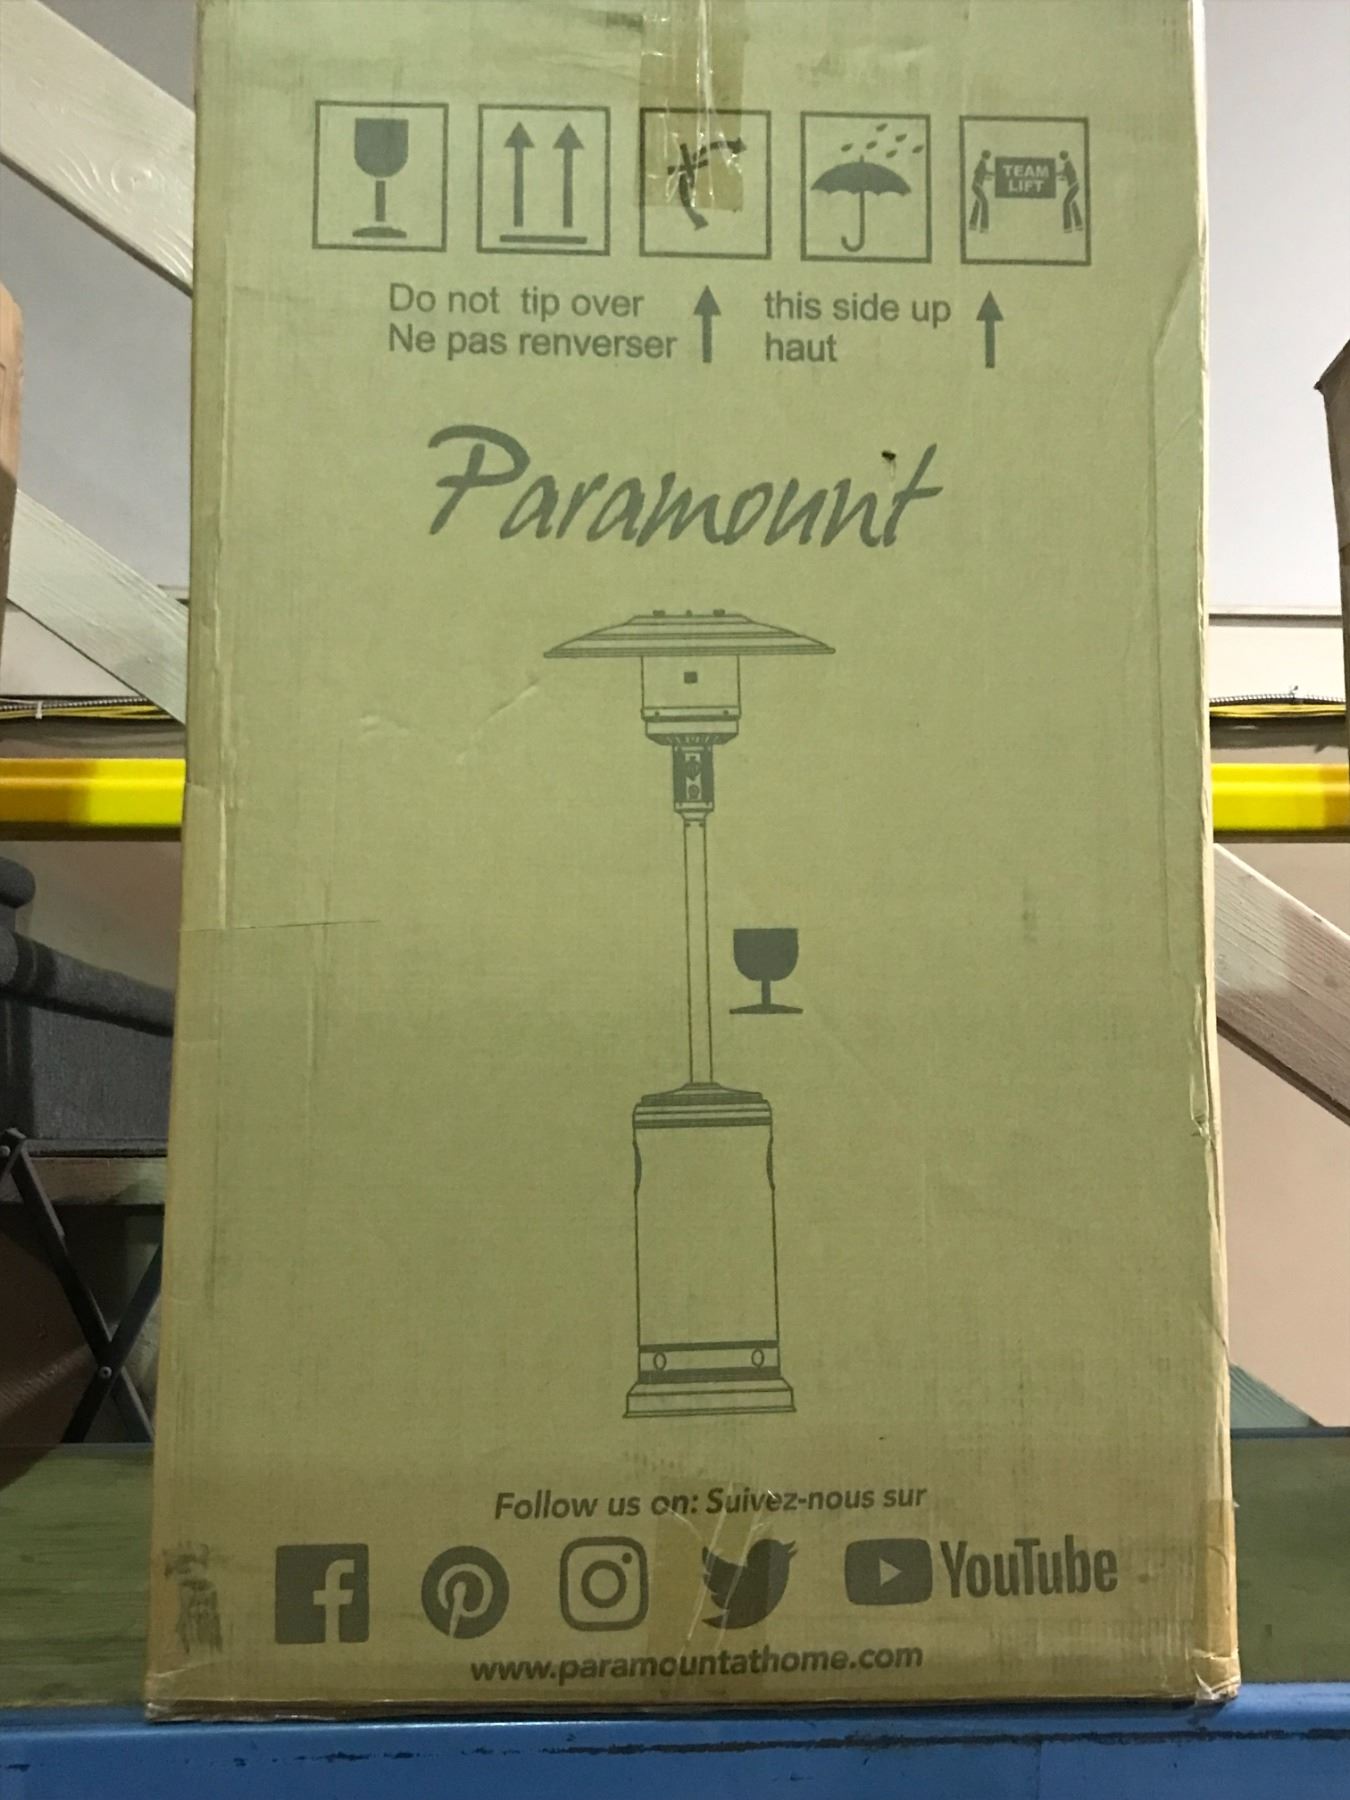 TEAM
LIFT
Do not tip over
Ne pas renverser
this side up
haut
Paramount
Follow us on: Suivez-nous sur
YouTube
www.paramountathome.com